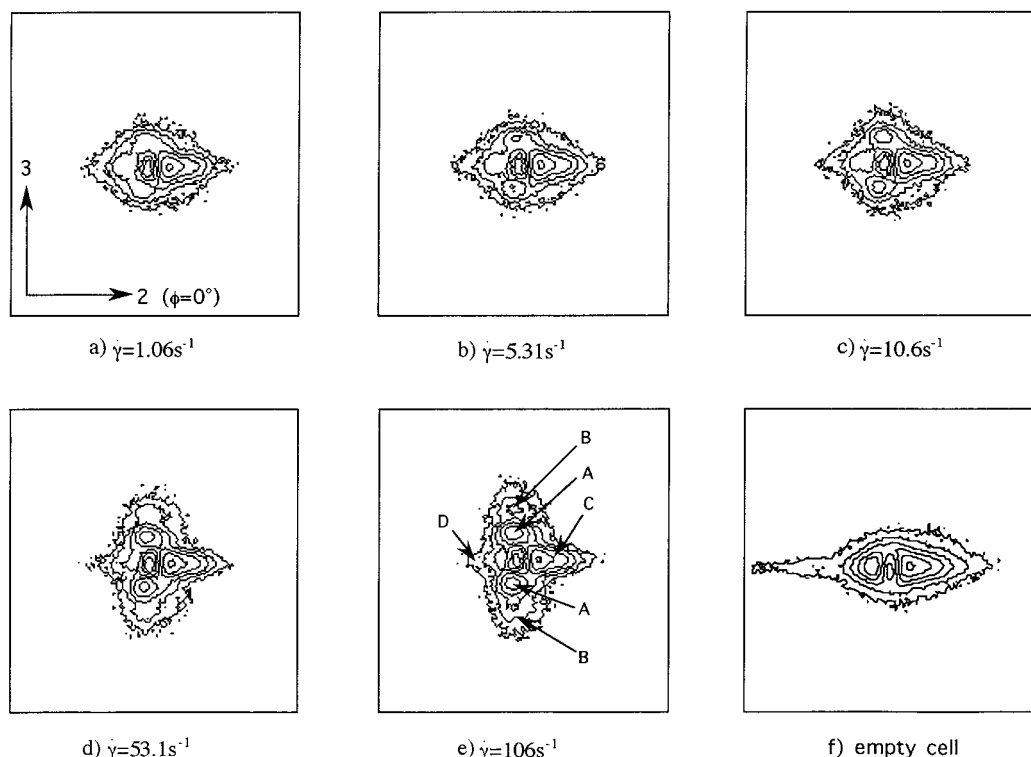 3
2 (ϕ=0°)
a) γ̇=1.06s⁻¹
b) γ̇=5.31s⁻¹
c) γ̇=10.6s⁻¹
B
A
D
C
A
B
d) γ̇=53.1s⁻¹
e) γ̇=106s⁻¹
f) empty cell